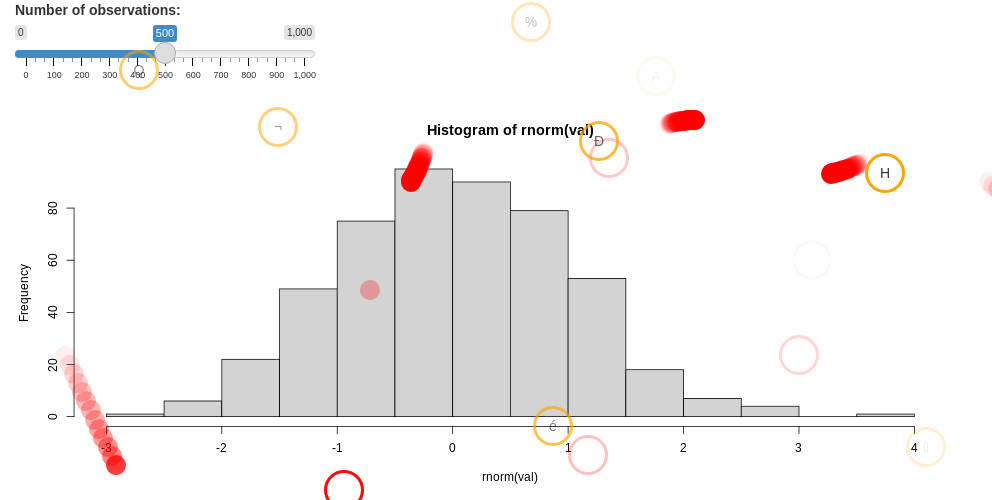 Number of observations:
0 500 1,000
0 100 200 300 400 500 600 700 800 900 1,000
%
¬
Histogram of rnorm(val)
Đ
H
80
60
40
20
0
Frequency
é
-3 -2 -1 0 1 2 3 4
rnorm(val)